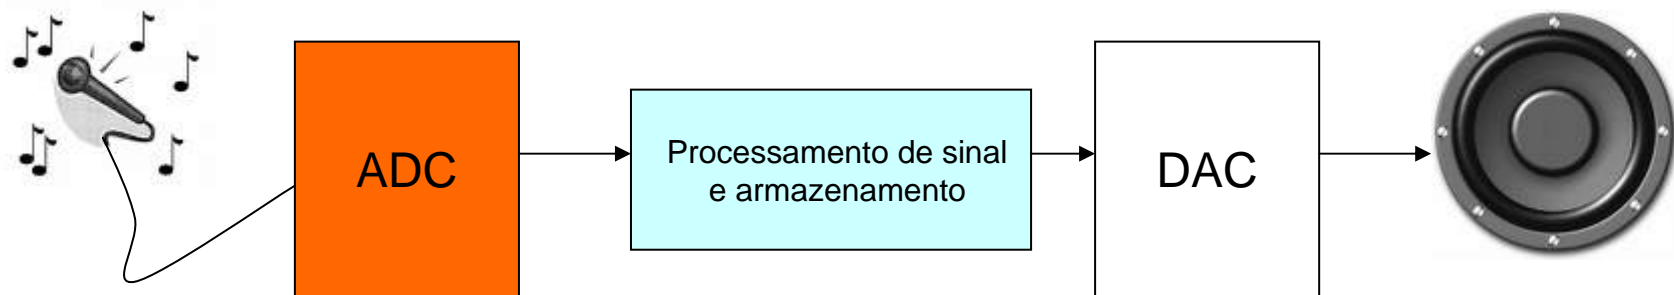 ADC
Processamento de sinal
e armazenamento
DAC